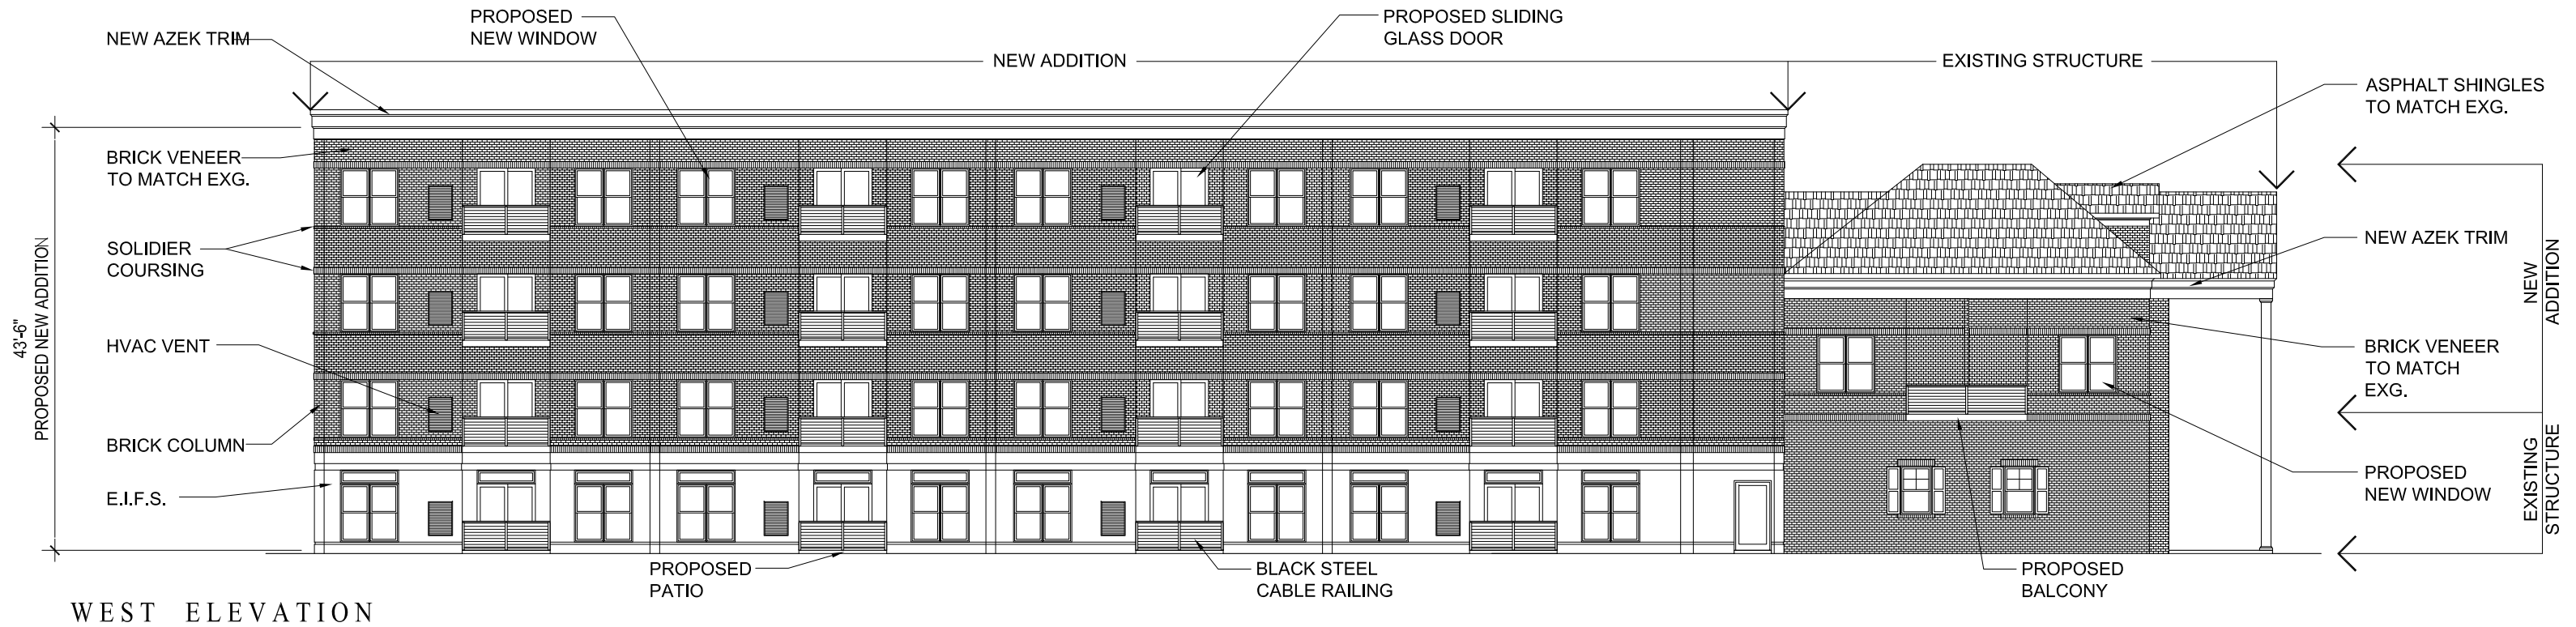 PROPOSED
NEW WINDOW
PROPOSED SLIDING
GLASS DOOR
NEW AZEK TRIM
NEW ADDITION
EXISTING STRUCTURE
ASPHALT SHINGLES
TO MATCH EXG.
BRICK VENEER
TO MATCH EXG.
SOLIDIER
COURSING
HVAC VENT
BRICK COLUMN
E.I.F.S.
43'-6"
PROPOSED NEW ADDITION
NEW AZEK TRIM
NEW
ADDITION
BRICK VENEER
TO MATCH
EXG.
PROPOSED
NEW WINDOW
EXISTING
STRUCTURE
PROPOSED
PATIO
BLACK STEEL
CABLE RAILING
PROPOSED
BALCONY
WEST ELEVATION